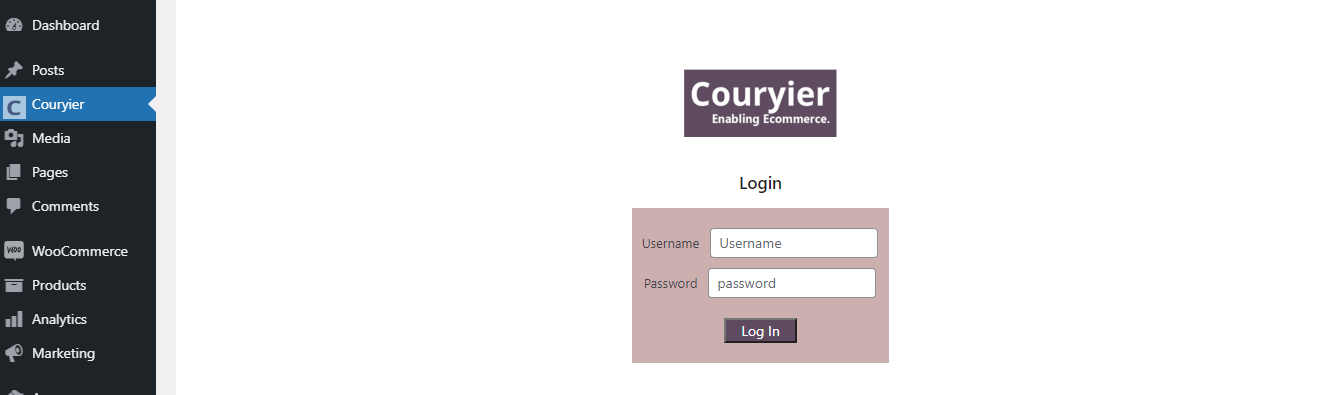 Dashboard
Posts
C
Couryier
Media
Pages
Comments
WOO
WooCommerce
Products
Analytics
Marketing
Couryier
Enabling Ecommerce.
Login
Username
Username
Password
password
Log In